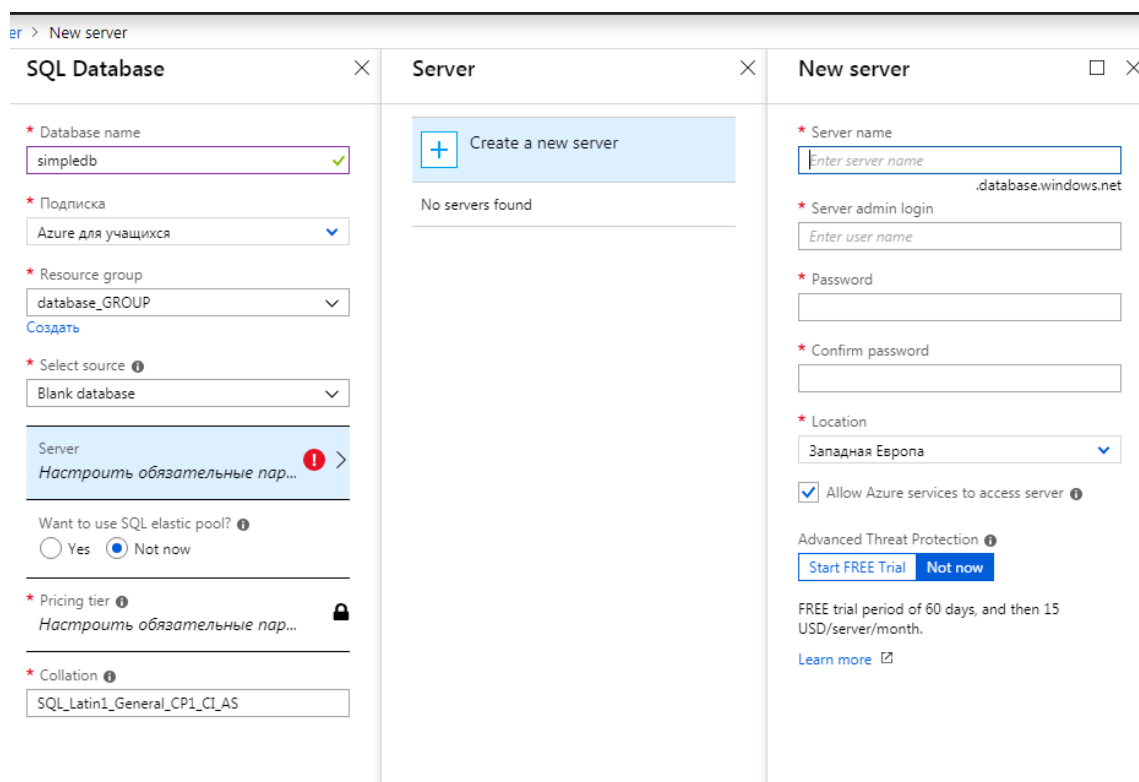 er > New server
SQL Database
* Database name
simpledb
* Подписка
Azure для учащихся
* Resource group
database_GROUP
Создать
* Select source
Blank database
Server
Настроить обязательные пар...
Want to use SQL elastic pool?
Yes Not now
* Pricing tier
Настроить обязательные пар...
* Collation
SQL_Latin1_General_CP1_CI_AS
Server
Create a new server
No servers found
New server
* Server name
Enter server name
.database.windows.net
* Server admin login
Enter user name
* Password
* Confirm password
* Location
Западная Европа
Allow Azure services to access server
Advanced Threat Protection
Start FREE Trial Not now
FREE trial period of 60 days, and then 15
USD/server/month.
Learn more